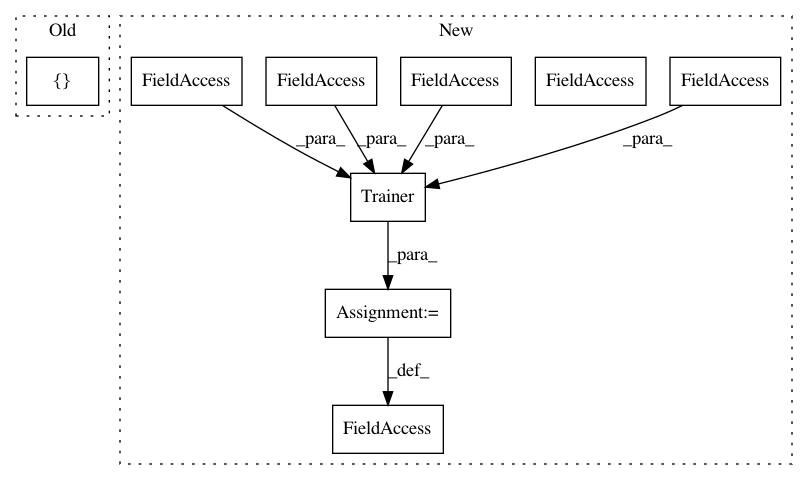 Old
New
{}
FieldAccess
FieldAccess
FieldAccess
FieldAccess
FieldAccess
_para_
_para_
_para_
_para_
Trainer
_para_
Assignment:=
_def_
FieldAccess